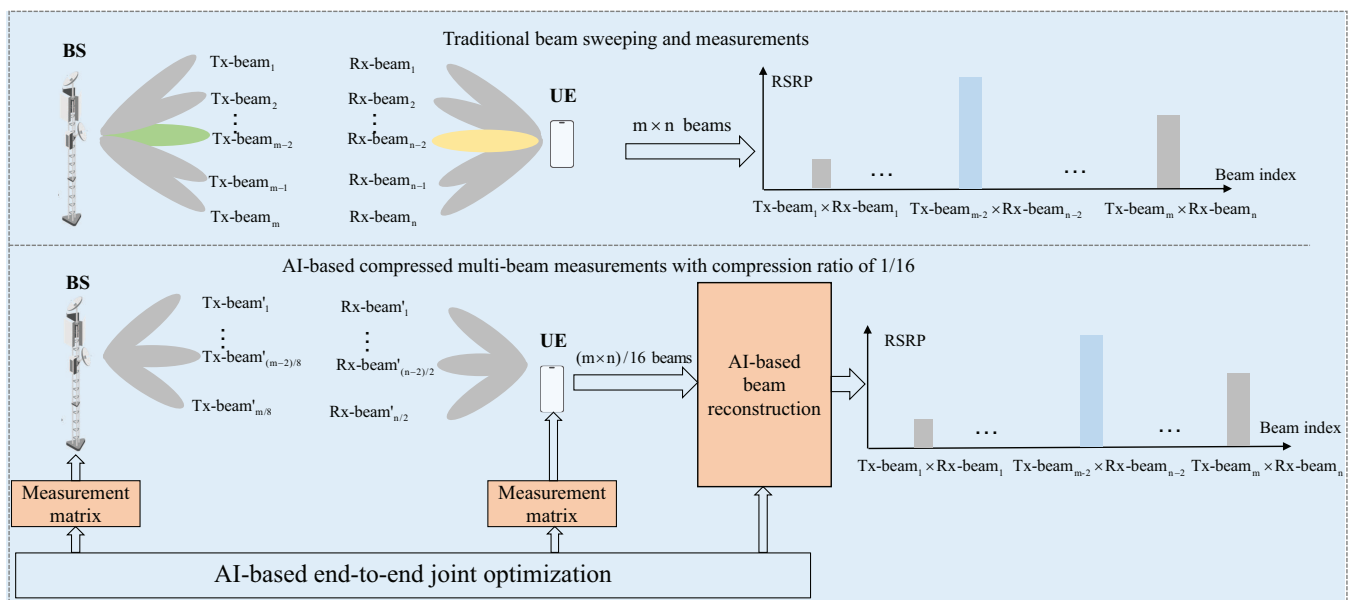 Traditional beam sweeping and measurements
BS
Tx-beam₁
Tx-beam₂
⋮
Tx-beamₘ₋₂
Tx-beamₘ₋₁
Tx-beamₘ
Rx-beam₁
Rx-beam₂
⋮
Rx-beamₙ₋₂
Rx-beamₙ₋₁
Rx-beamₙ
UE
m × n beams
RSRP
... ...
Beam index
Tx-beam₁ × Rx-beam₁ Tx-beamₘ₋₂ × Rx-beamₙ₋₂ Tx-beamₘ × Rx-beamₙ
AI-based compressed multi-beam measurements with compression ratio of 1/16
BS
Tx-beam'₁
⋮
Tx-beam'₍ₘ₋₂₎/₈
Tx-beam'ₘ/₈
Rx-beam'₁
⋮
Rx-beam'₍ₙ₋₂₎/₂
Rx-beam'ₙ/₂
UE
(m×n)/16 beams
AI-based
beam
reconstruction
RSRP
... ...
Beam index
Tx-beam₁ × Rx-beam₁ Tx-beamₘ₋₂ × Rx-beamₙ₋₂ Tx-beamₘ × Rx-beamₙ
Measurement
matrix
Measurement
matrix
AI-based end-to-end joint optimization